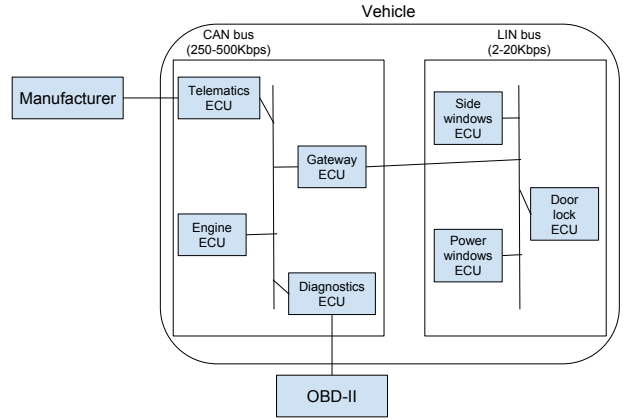 Vehicle
CAN bus
(250-500Kbps)
LIN bus
(2-20Kbps)
Manufacturer
Telematics
ECU
Side
windows
ECU
Gateway
ECU
Door
lock
ECU
Engine
ECU
Power
windows
ECU
Diagnostics
ECU
OBD-II